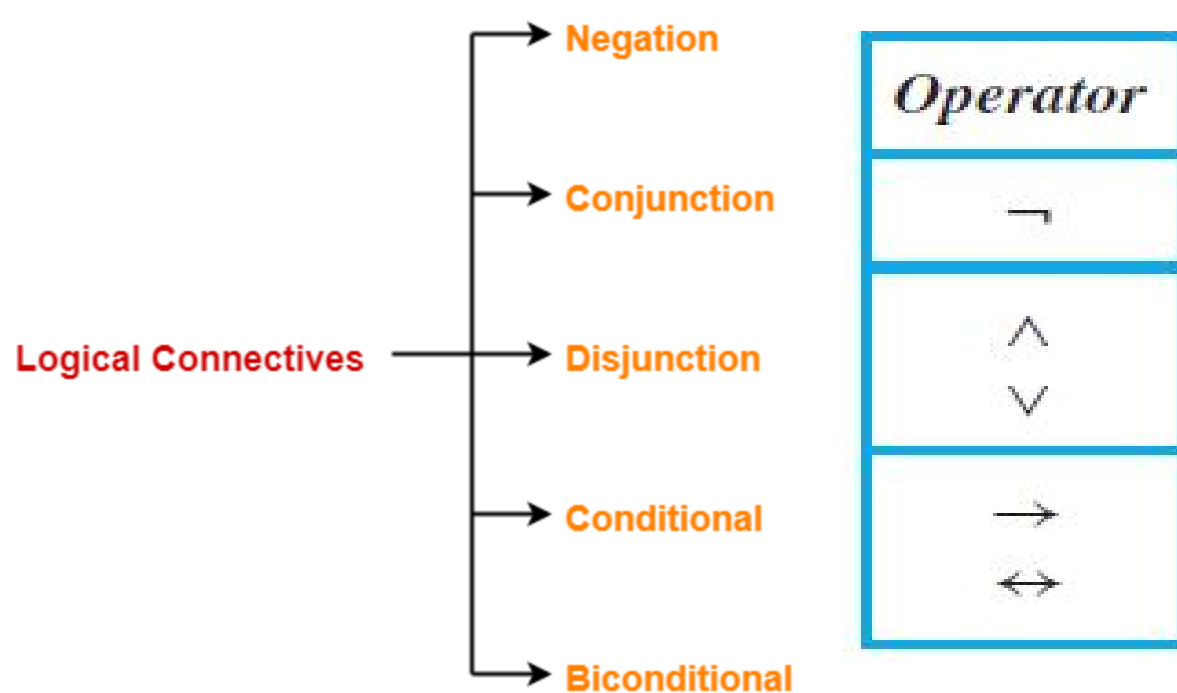 Negation
Conjunction
Logical Connectives
Disjunction
Conditional
Biconditional
Operator
¬
∧
∨
→
↔